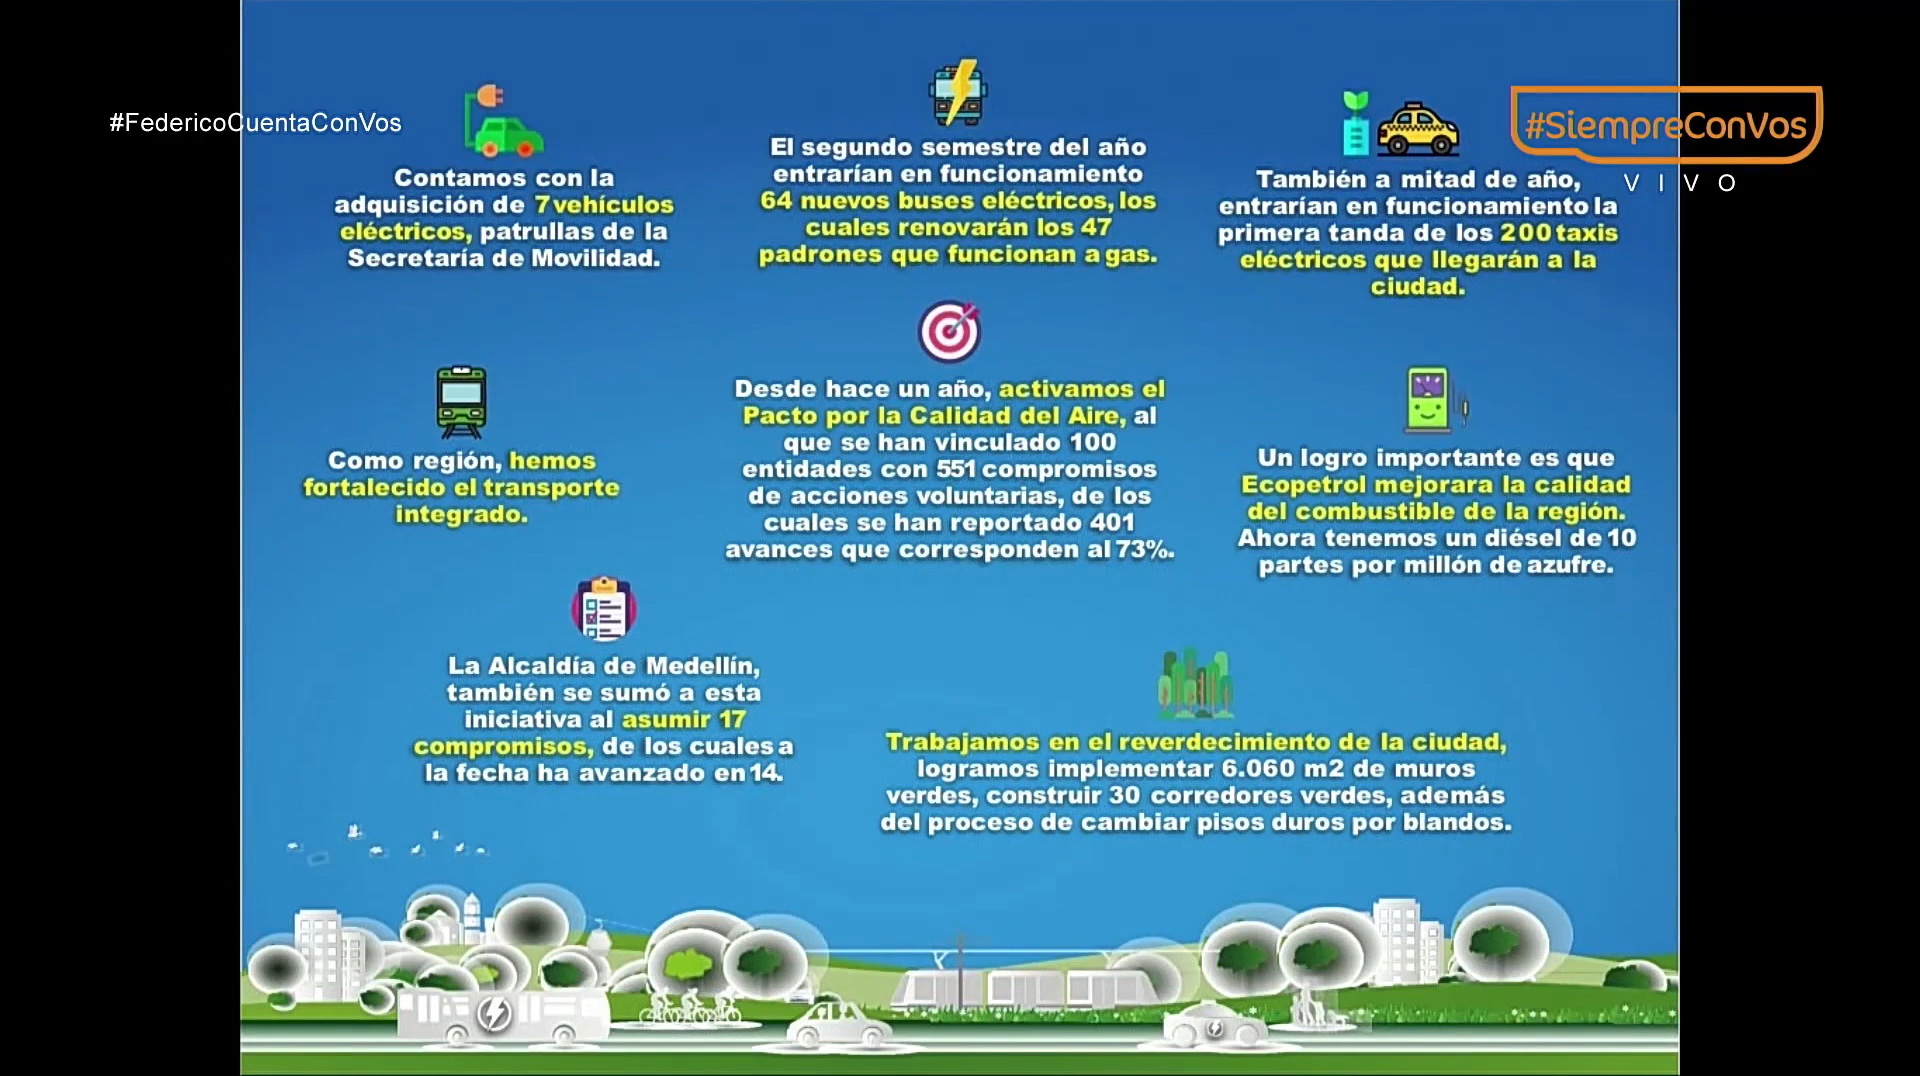 #FedericoCuentaConVos
#SiempreConVos
VIVO
Contamos con la
adquisición de 7 vehículos
eléctricos, patrullas de la
Secretaría de Movilidad.
El segundo semestre del año
entrarían en funcionamiento
64 nuevos buses eléctricos, los
cuales renovarán los 47
padrones que funcionan a gas.
También a mitad de año,
entrarían en funcionamiento la
primera tanda de los 200 taxis
eléctricos que llegarán a la
ciudad.
Como región, hemos
fortalecido el transporte
integrado.
Desde hace un año, activamos el
Pacto por la Calidad del Aire, al
que se han vinculado 100
entidades con 551 compromisos
de acciones voluntarias, de los
cuales se han reportado 401
avances que corresponden al 73%.
Un logro importante es que
Ecopetrol mejorara la calidad
del combustible de la región.
Ahora tenemos un diésel de 10
partes por millón de azufre.
La Alcaldía de Medellín,
también se sumó a esta
iniciativa al asumir 17
compromisos, de los cuales a
la fecha ha avanzado en 14.
Trabajamos en el reverdecimiento de la ciudad,
logramos implementar 6.060 m2 de muros
verdes, construir 30 corredores verdes, además
del proceso de cambiar pisos duros por blandos.